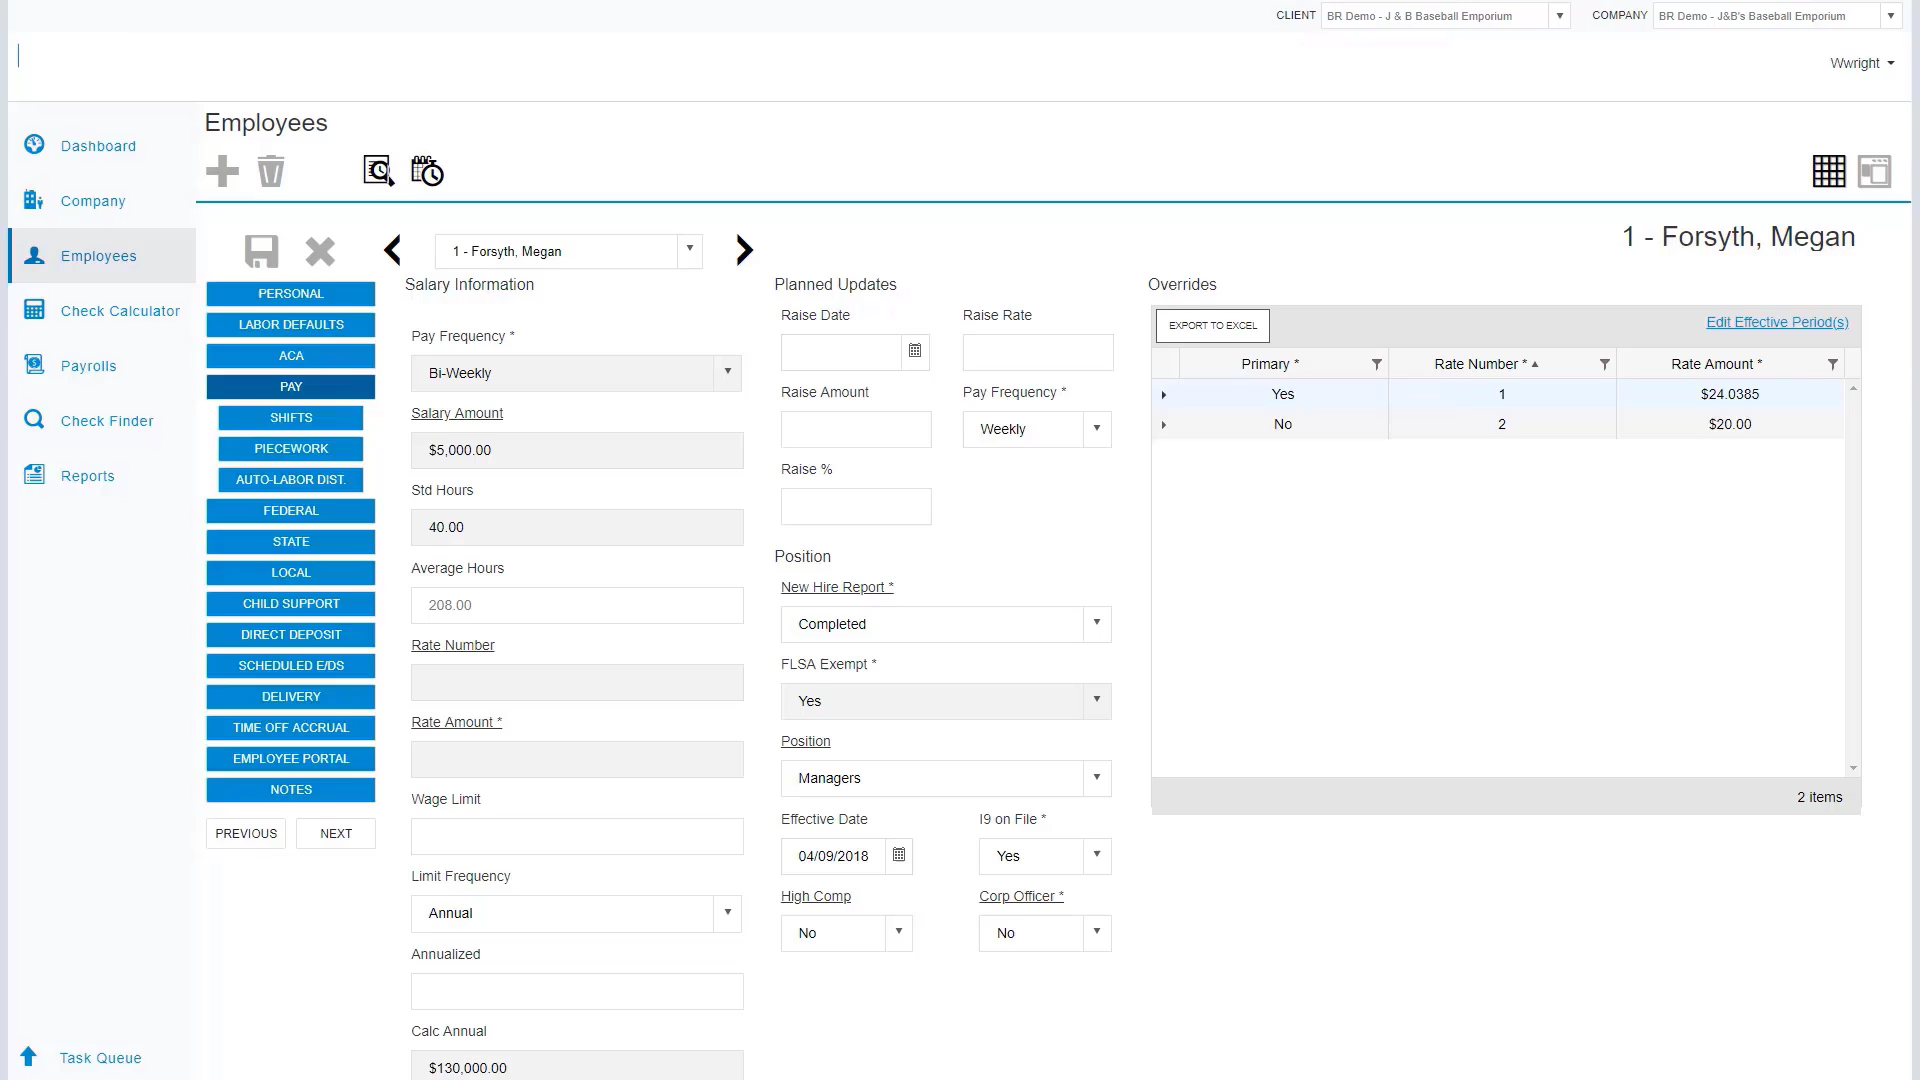 CLIENT BR Demo - J & B Baseball Emporium COMPANY BR Demo - J&B's Baseball Emporium
Wwright
Employees
Dashboard
Company
Employees
Check Calculator
Payrolls
Check Finder
Reports
Task Queue
1 - Forsyth, Megan
1 - Forsyth, Megan
PERSONAL
LABOR DEFAULTS
ACA
PAY
SHIFTS
PIECEWORK
AUTO-LABOR DIST.
FEDERAL
STATE
LOCAL
CHILD SUPPORT
DIRECT DEPOSIT
SCHEDULED E/DS
DELIVERY
TIME OFF ACCRUAL
EMPLOYEE PORTAL
NOTES
PREVIOUS NEXT
Salary Information
Pay Frequency *
Bi-Weekly
Salary Amount
$5,000.00
Std Hours
40.00
Average Hours
208.00
Rate Number
Rate Amount *
Wage Limit
Limit Frequency
Annual
Annualized
Calc Annual
$130,000.00
Planned Updates
Raise Date Raise Rate
Raise Amount Pay Frequency *
Weekly
Raise %
Position
New Hire Report *
Completed
FLSA Exempt *
Yes
Position
Managers
Effective Date I9 on File *
04/09/2018 Yes
High Comp Corp Officer *
No No
Overrides
EXPORT TO EXCEL Edit Effective Period(s)
Primary * Rate Number * Rate Amount *
Yes 1 $24.0385
No 2 $20.00
2 items